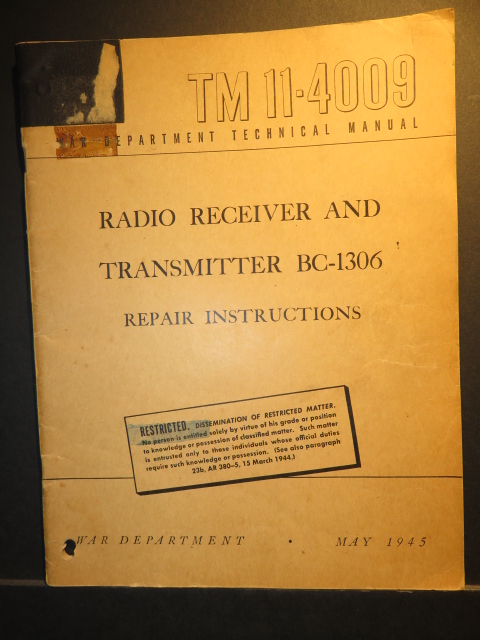 TM 11-4009
WAR DEPARTMENT TECHNICAL MANUAL
RADIO RECEIVER AND
TRANSMITTER BC-1306
REPAIR INSTRUCTIONS
RESTRICTED. DISSEMINATION OF RESTRICTED MATTER.
No person is entitled solely by virtue of his grade or position
to knowledge or possession of classified matter. Such matter
is entrusted only to those individuals whose official duties
require such knowledge or possession. (See also paragraph
23b, AR 380-5, 15 March 1944.)
WAR DEPARTMENT • MAY 1945